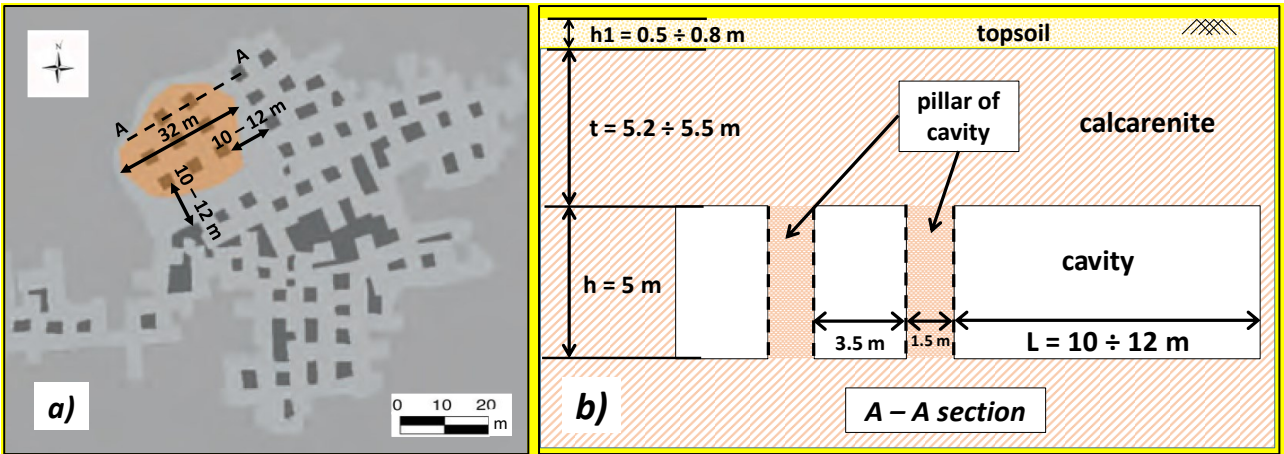 N
A
A
32 m
10 – 12 m
10 – 12 m
a)
0 10 20
m
h1 = 0.5 ÷ 0.8 m
topsoil
t = 5.2 ÷ 5.5 m
pillar of
cavity
calcarenite
h = 5 m
cavity
3.5 m
1.5 m
L = 10 ÷ 12 m
b)
A – A section